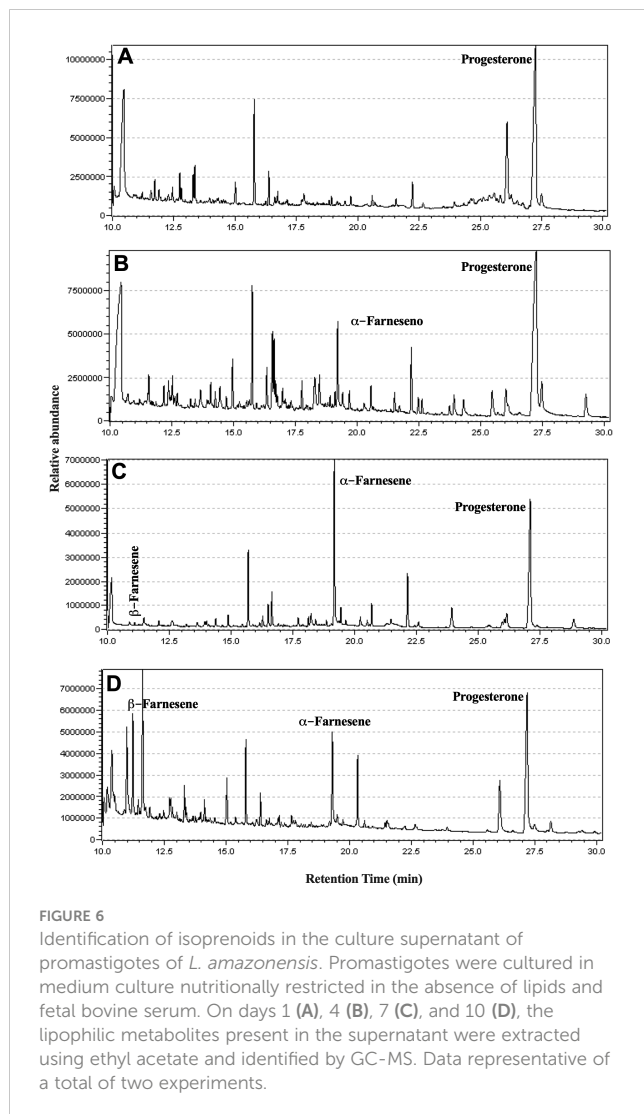 A
Progesterone
10000000
7500000
5000000
2500000
0
10.0 12.5 15.0 17.5 20.0 22.5 25.0 27.5 30.0
B
Progesterone
α-Farneseno
7500000
5000000
2500000
0
10.0 12.5 15.0 17.5 20.0 22.5 25.0 27.5 30.0
Relative abundance
C
α-Farnesene
Progesterone
β-Farnesene
7000000
6000000
5000000
4000000
3000000
2000000
1000000
0
10.0 12.5 15.0 17.5 20.0 22.5 25.0 27.5 30.0
D
β-Farnesene
α-Farnesene
Progesterone
7000000
6000000
5000000
4000000
3000000
2000000
1000000
0
10.0 12.5 15.0 17.5 20.0 22.5 25.0 27.5 30.0
Retention Time (min)
FIGURE 6
Identification of isoprenoids in the culture supernatant of
promastigotes of L. amazonensis. Promastigotes were cultured in
medium culture nutritionally restricted in the absence of lipids and
fetal bovine serum. On days 1 (A), 4 (B), 7 (C), and 10 (D), the
lipophilic metabolites present in the supernatant were extracted
using ethyl acetate and identified by GC-MS. Data representative of
a total of two experiments.